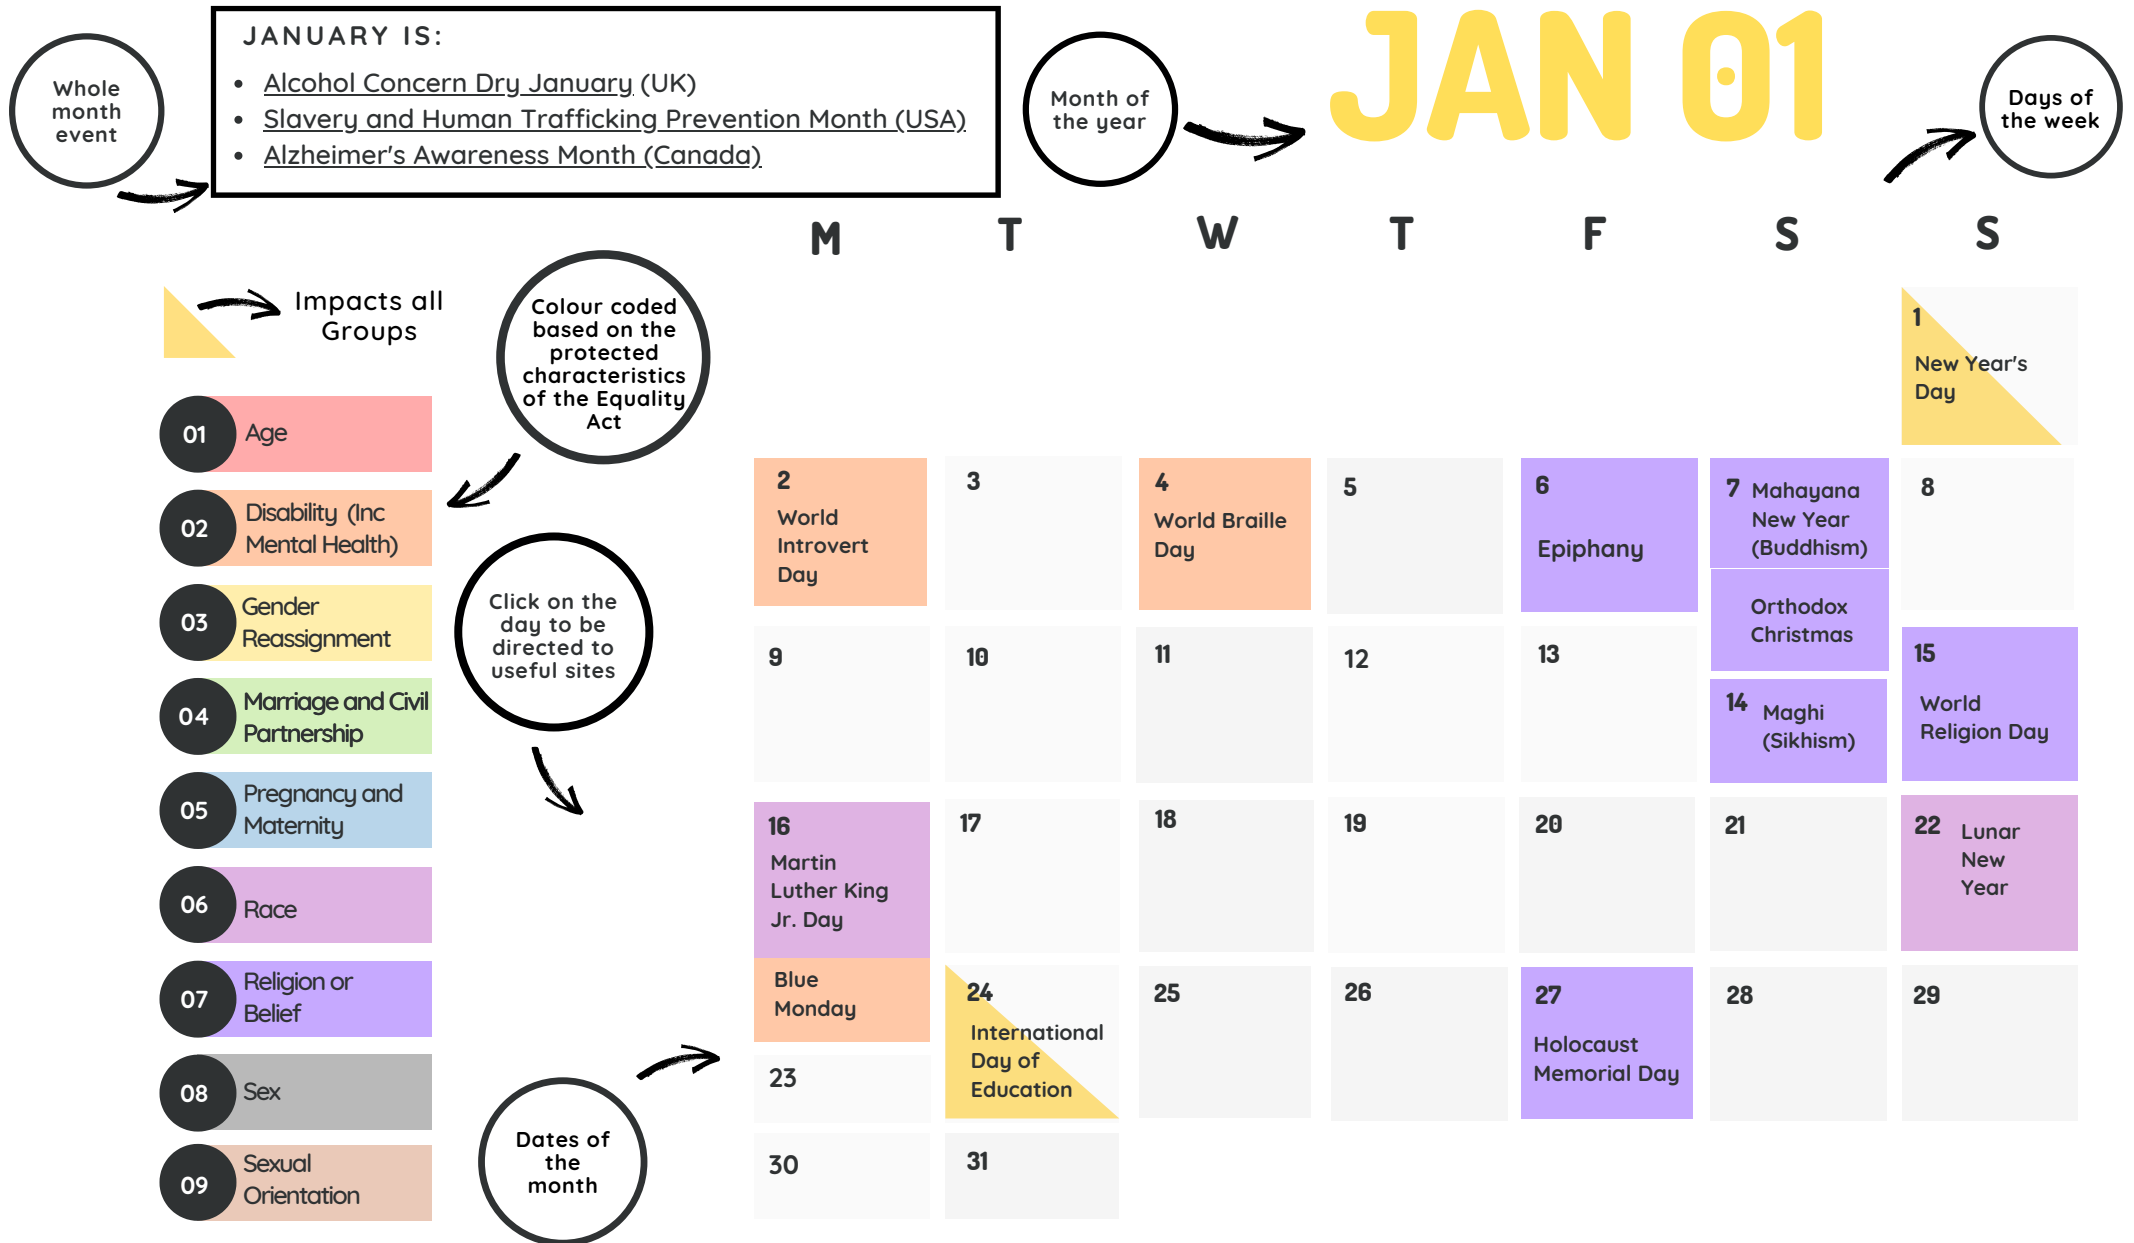 Whole
month
event
JANUARY IS:
• Alcohol Concern Dry January (UK)
• Slavery and Human Trafficking Prevention Month (USA)
• Alzheimer's Awareness Month (Canada)
Month of
the year
JAN 01
Days of
the week
M T W T F S S
Impacts all
Groups
Colour coded
based on the
protected
characteristics
of the Equality
Act
01 Age
02 Disability (Inc
Mental Health)
03 Gender
Reassignment
04 Marriage and Civil
Partnership
05 Pregnancy and
Maternity
06 Race
07 Religion or
Belief
08 Sex
09 Sexual
Orientation
Click on the
day to be
directed to
useful sites
Dates of
the
month
1
New Year's
Day
2
World
Introvert
Day
3
4
World Braille
Day
5
6
Epiphany
7 Mahayana
New Year
(Buddhism)
Orthodox
Christmas
8
9
10
11
12
13
14 Maghi
(Sikhism)
15
World
Religion Day
16
Martin
Luther King
Jr. Day
Blue
Monday
17
18
19
20
21
22 Lunar
New
Year
23
24
International
Day of
Education
25
26
27
Holocaust
Memorial Day
28
29
30
31